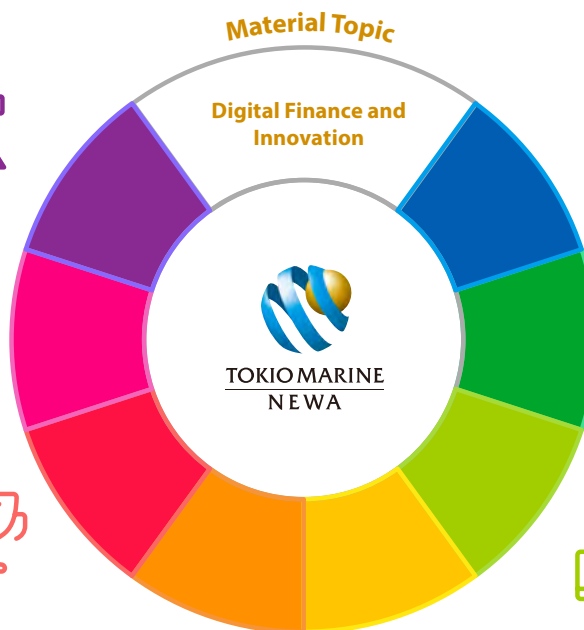 Material Topic
Digital Finance and
Innovation
TOKIO MARINE
NEWA